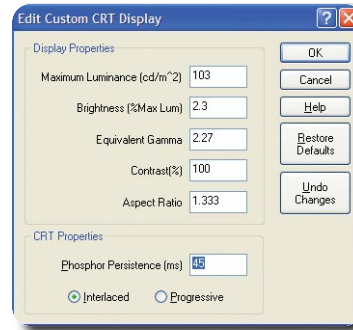 Edit Custom CRT Display
Display Properties
Maximum Luminance (cd/m^2) 103
Brightness (%Max Lum) 2.3
Equivalent Gamma 2.27
Contrast(%) 100
Aspect Ratio 1.333
CRT Properties
Phosphor Persistence (ms) 45
Interlaced Progressive
OK
Cancel
Help
Restore
Defaults
Undo
Changes